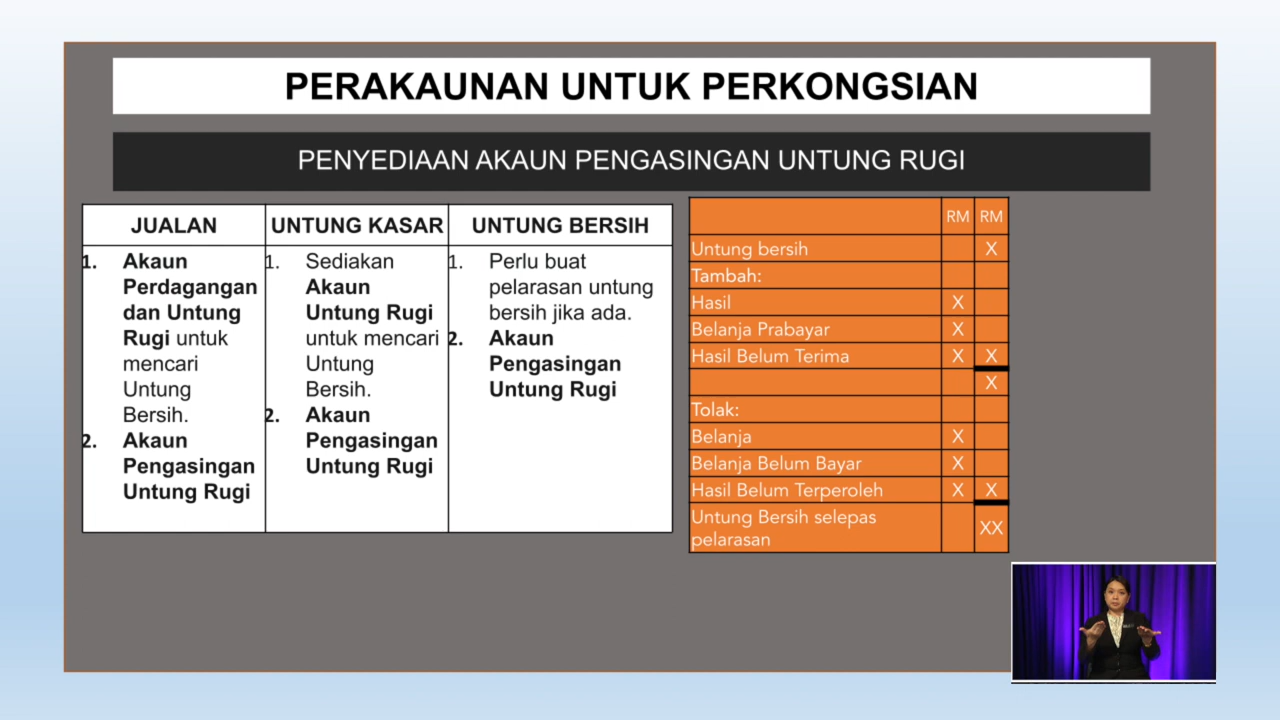 PERAKAUNAN UNTUK PERKONGSIAN
PENYEDIAAN AKAUN PENGASINGAN UNTUNG RUGI
JUALAN
1. Akaun
Perdagangan
dan Untung
Rugi untuk
mencari
Untung
Bersih.
2. Akaun
Pengasingan
Untung Rugi
UNTUNG KASAR
1. Sediakan
Akaun
Untung Rugi
untuk mencari
Untung
Bersih.
2. Akaun
Pengasingan
Untung Rugi
UNTUNG BERSIH
1. Perlu buat
pelarasan untung
bersih jika ada.
2. Akaun
Pengasingan
Untung Rugi
RM RM
Untung bersih X
Tambah:
Hasil X
Belanja Prabayar X
Hasil Belum Terima X X
X
Tolak:
Belanja X
Belanja Belum Bayar X
Hasil Belum Terperoleh X X
Untung Bersih selepas
pelarasan XX